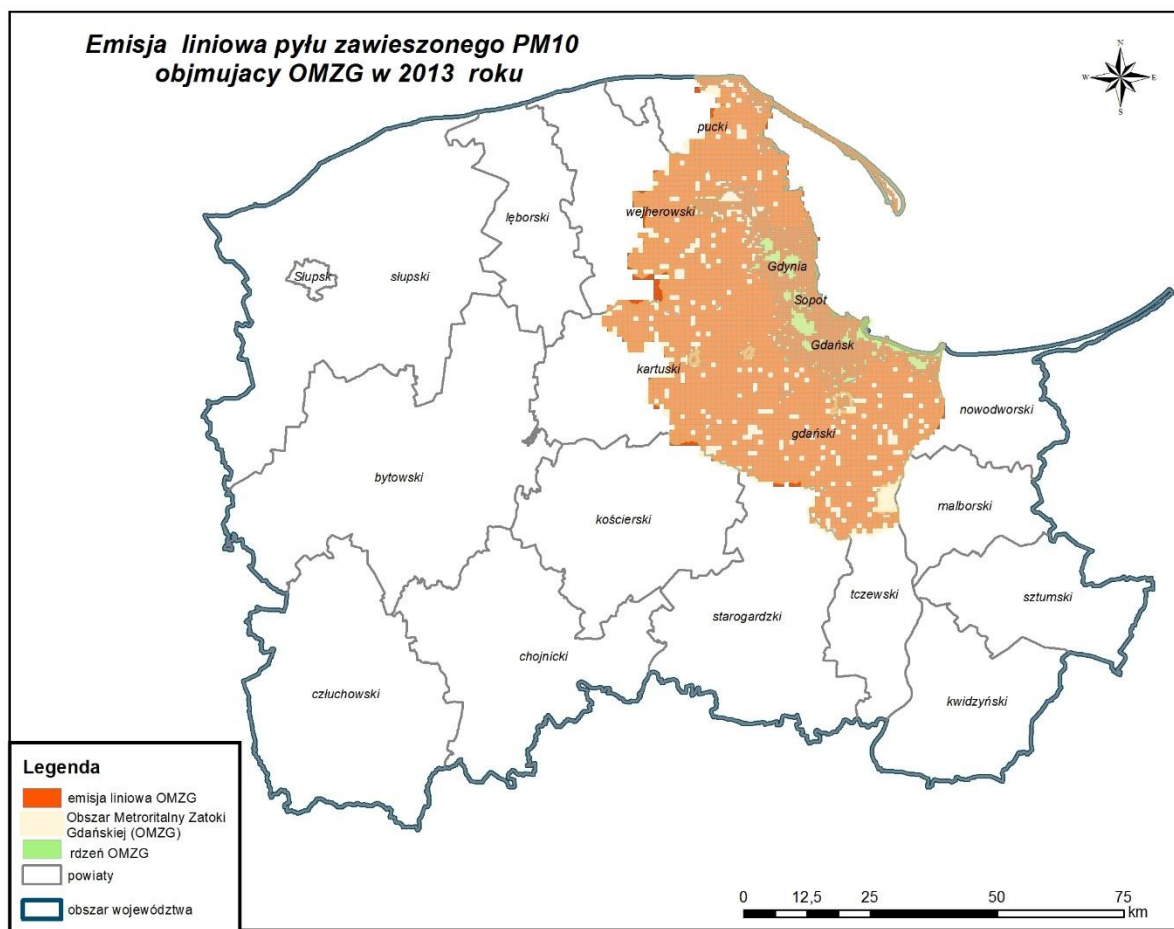 Emisja liniowa pyłu zawieszonego PM10
objmujacy OMZG w 2013 roku
N
W E
S
pucki
lęborski
wejherowski
Słupsk
słupski
Gdynia
Sopot
Gdańsk
kartuski
nowodworski
gdański
bytowski
malborski
kościerski
sztumski
tczewski
starogardzki
chojnicki
człuchowski
kwidzyński
Legenda
emisja liniowa OMZG
Obszar Metroritalny Zatoki
Gdańskiej (OMZG)
rdzeń OMZG
powiaty
obszar województwa
0 12,5 25 50 75
km